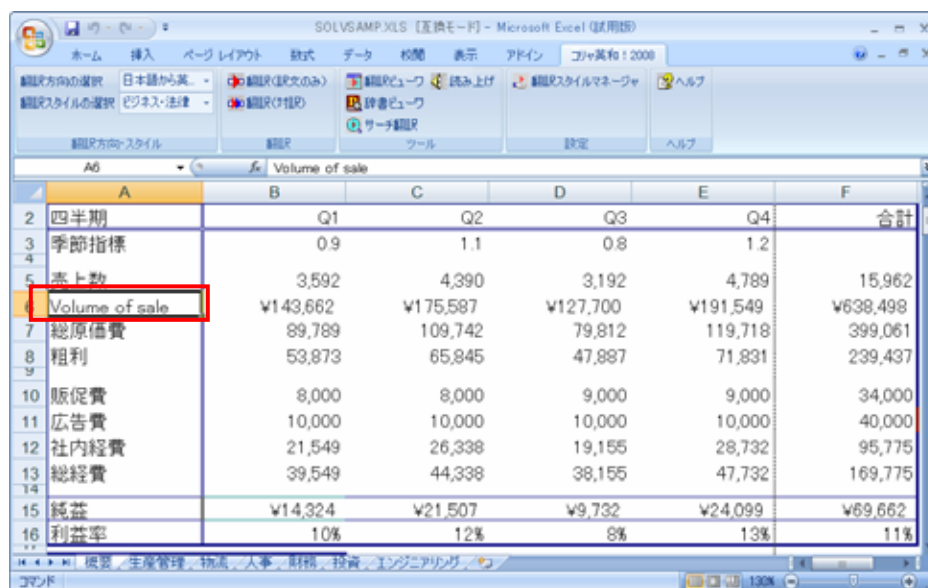 SOLVSAMP.XLS [互換モード] - Microsoft Excel (試用版)
ホーム 挿入 ページ レイアウト 数式 データ 校閲 表示 アドイン コリャ英和!2008
翻訳方向の選択 日本語から英.. 翻訳(訳文のみ) 翻訳ビューワ 読み上げ 翻訳スタイルマネージャ ヘルプ
翻訳スタイルの選択 ビジネス・法律 翻訳(対訳) 辞書ビューワ
サーチ翻訳
翻訳方向・スタイル 翻訳 ツール 設定 ヘルプ
A6 fx Volume of sale
A B C D E F
2 四半期 Q1 Q2 Q3 Q4 合計
3 季節指標 0.9 1.1 0.8 1.2
4
5 売上数 3,592 4,390 3,192 4,789 15,962
6 Volume of sale ¥143,662 ¥175,587 ¥127,700 ¥191,549 ¥638,498
7 総原価費 89,789 109,742 79,812 119,718 399,061
8 粗利 53,873 65,845 47,887 71,831 239,437
9
10 販促費 8,000 8,000 9,000 9,000 34,000
11 広告費 10,000 10,000 10,000 10,000 40,000
12 社内経費 21,549 26,338 19,155 28,732 95,775
13 総経費 39,549 44,338 38,155 47,732 169,775
14
15 純益 ¥14,324 ¥21,507 ¥9,732 ¥24,099 ¥69,662
16 利益率 10% 12% 8% 13% 11%
概要 生産管理 物流 人事 財務 投資 エンジニアリング
コマンド 130%